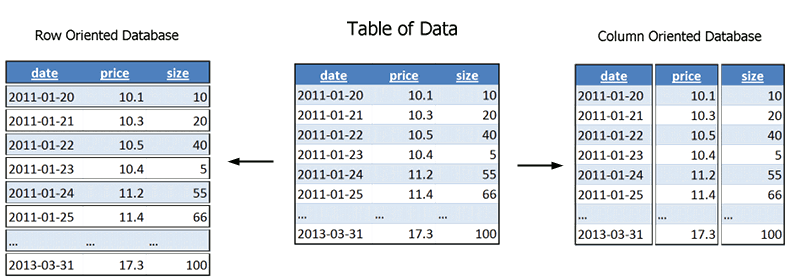 Row Oriented Database
date price size
2011-01-20 10.1 10
2011-01-21 10.3 20
2011-01-22 10.5 40
2011-01-23 10.4 5
2011-01-24 11.2 55
2011-01-25 11.4 66
... ... ...
2013-03-31 17.3 100
Table of Data
date price size
2011-01-20 10.1 10
2011-01-21 10.3 20
2011-01-22 10.5 40
2011-01-23 10.4 5
2011-01-24 11.2 55
2011-01-25 11.4 66
... ... ...
2013-03-31 17.3 100
Column Oriented Database
date price size
2011-01-20 10.1 10
2011-01-21 10.3 20
2011-01-22 10.5 40
2011-01-23 10.4 5
2011-01-24 11.2 55
2011-01-25 11.4 66
... ... ...
2013-03-31 17.3 100